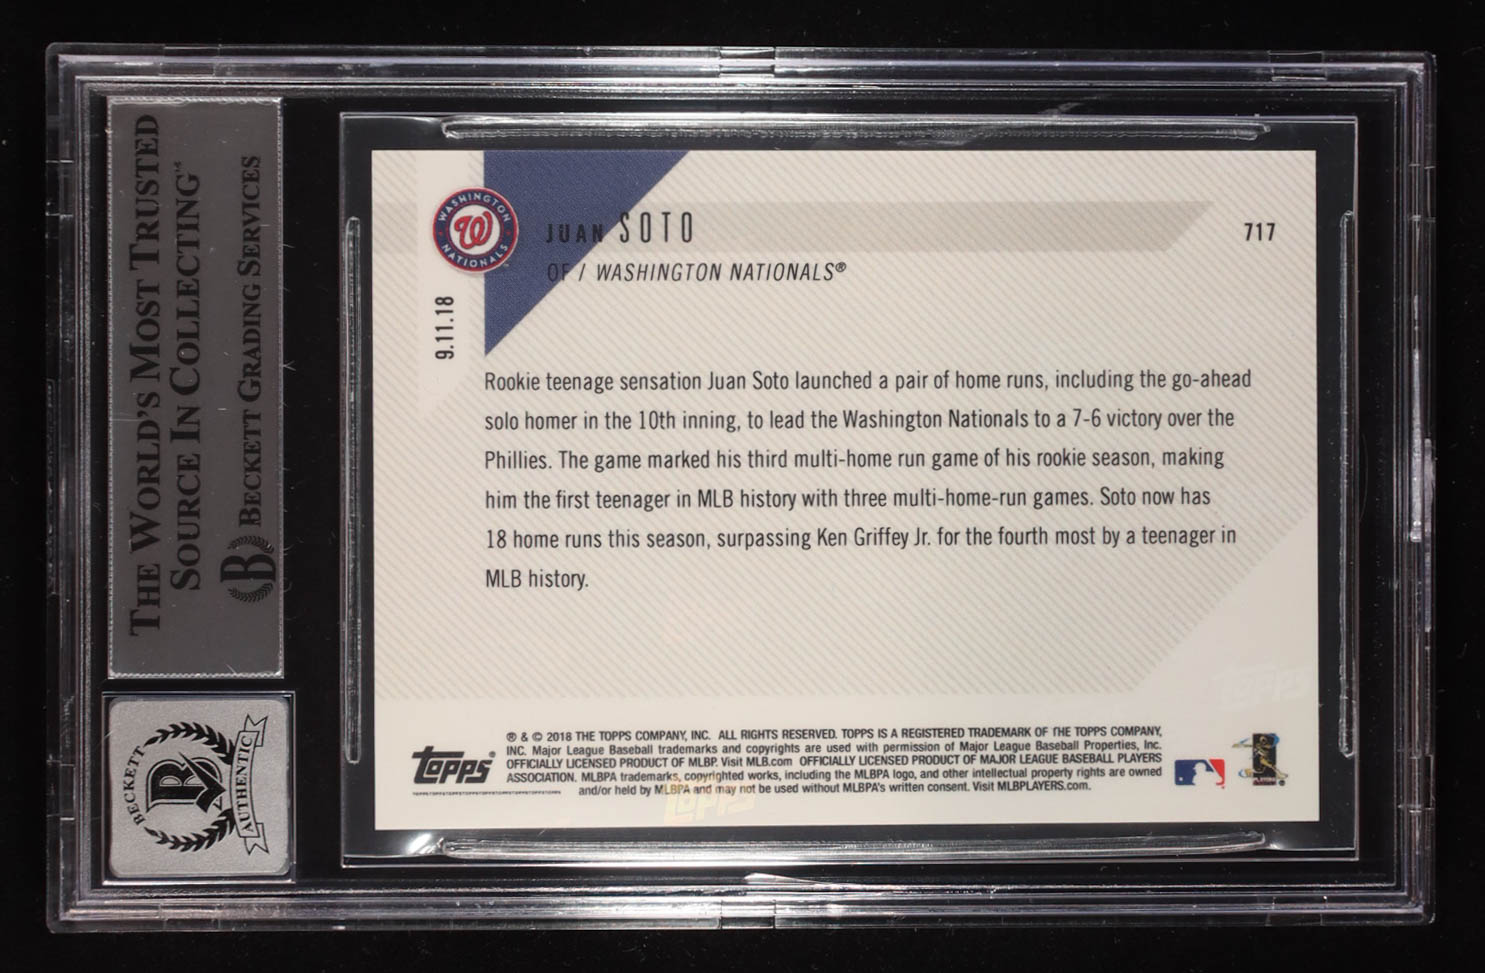 THE WORLD'S MOST TRUSTED
SOURCE IN COLLECTING™
B BECKETT GRADING SERVICES
BECKETT
B
AUTHENTIC
WASHINGTON
W
NATIONALS
JUAN SOTO
717
OF / WASHINGTON NATIONALS®
9.11.18
Rookie teenage sensation Juan Soto launched a pair of home runs, including the go-ahead
solo homer in the 10th inning, to lead the Washington Nationals to a 7-6 victory over the
Phillies. The game marked his third multi-home run game of his rookie season, making
him the first teenager in MLB history with three multi-home-run games. Soto now has
18 home runs this season, surpassing Ken Griffey Jr. for the fourth most by a teenager in
MLB history.
TOPPS
TOPPS®
® & © 2018 THE TOPPS COMPANY, INC. ALL RIGHTS RESERVED. TOPPS IS A REGISTERED TRADEMARK OF THE TOPPS COMPANY,
INC. Major League Baseball trademarks and copyrights are used with permission of Major League Baseball Properties, Inc.
OFFICIALLY LICENSED PRODUCT OF MLBP. Visit MLB.com OFFICIALLY LICENSED PRODUCT OF MAJOR LEAGUE BASEBALL PLAYERS
ASSOCIATION. MLBPA trademarks, copyrighted works, including the MLBPA logo, and other intellectual property rights are owned
and/or held by MLBPA and may not be used without MLBPA's written consent. Visit MLBPLAYERS.com.
TOPPS